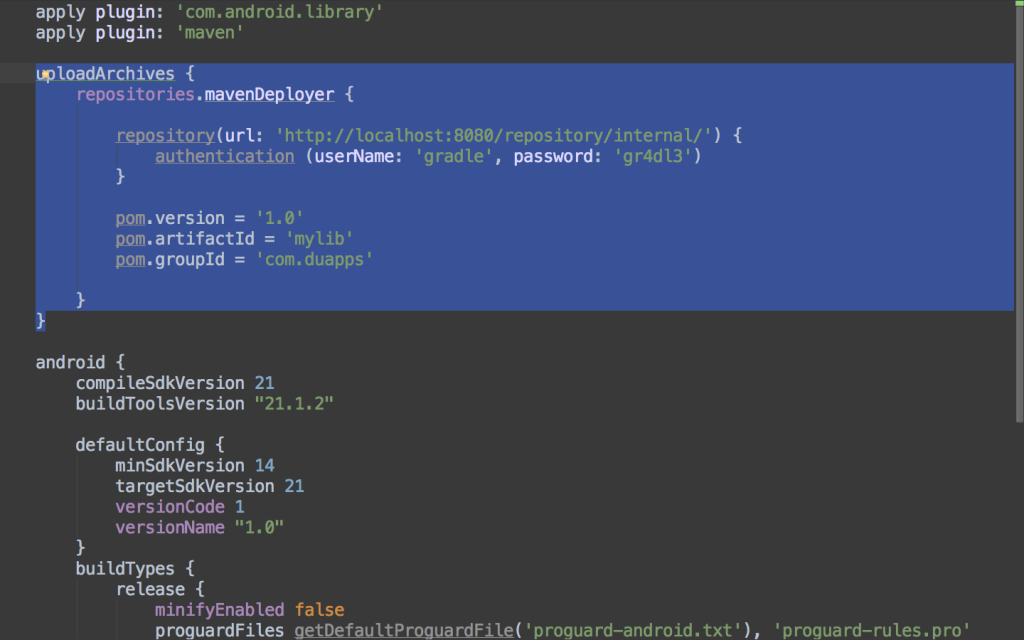 apply plugin: 'com.android.library'
apply plugin: 'maven'
uploadArchives {
repositories.mavenDeployer {
repository(url: 'http://localhost:8080/repository/internal/') {
authentication (userName: 'gradle', password: 'gr4dl3')
}
pom.version = '1.0'
pom.artifactId = 'mylib'
pom.groupId = 'com.duapps'
}
}
android {
compileSdkVersion 21
buildToolsVersion "21.1.2"
defaultConfig {
minSdkVersion 14
targetSdkVersion 21
versionCode 1
versionName "1.0"
}
buildTypes {
release {
minifyEnabled false
proguardFiles getDefaultProguardFile('proguard-android.txt'), 'proguard-rules.pro'